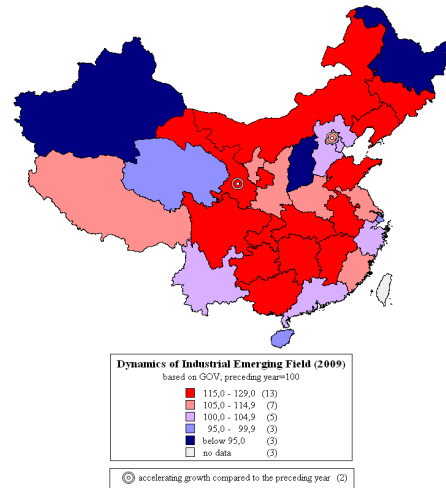 Dynamics of Industrial Emerging Field (2009)
based on GOV; preceding year=100
115,0 - 129,0 (13)
105,0 - 114,9 (7)
100,0 - 104,9 (5)
95,0 - 99,9 (3)
below 95,0 (3)
no data (3)
accelerating growth compared to the preceding year (2)